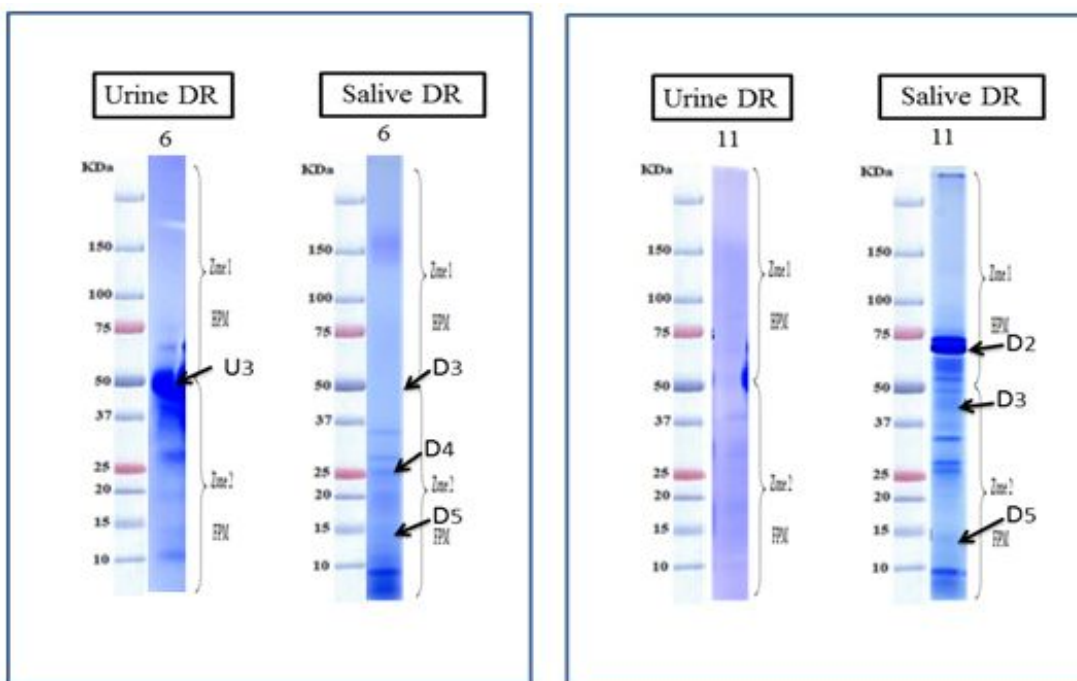 Urine DR
6
KDa
150
100
75
50
37
25
20
15
10
Zone 1
HPM
U3
Zone 2
FPM
Salive DR
6
KDa
150
100
75
50
37
25
20
15
10
Zone 1
HPM
D3
D4
Zone 2
D5
FPM
Urine DR
11
KDa
150
100
75
50
37
25
20
15
10
Zone 1
HPM
Zone 2
FPM
Salive DR
11
KDa
150
100
75
50
37
25
20
15
10
Zone 1
HPM
D2
D3
Zone 2
D5
FPM